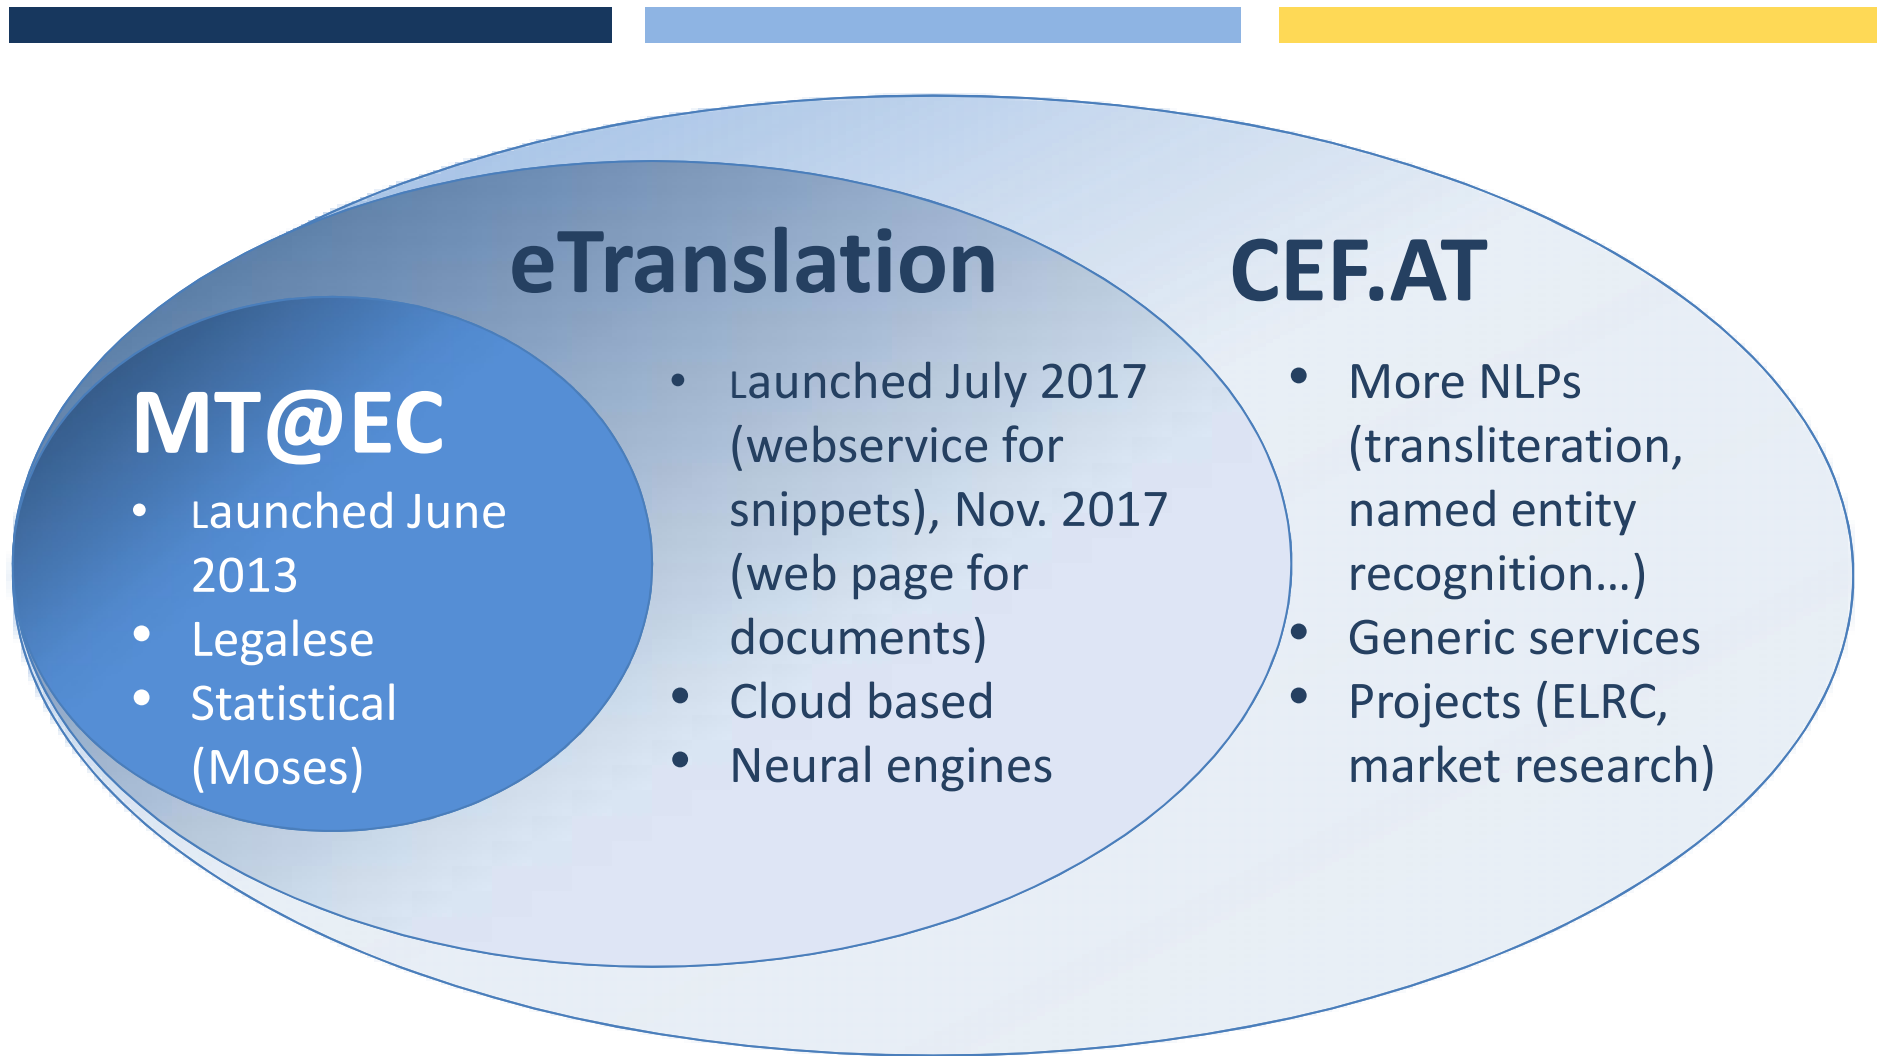 eTranslation
CEF.AT
MT@EC
• Launched June
2013
• Legalese
• Statistical
(Moses)
• Launched July 2017
(webservice for
snippets), Nov. 2017
(web page for
documents)
• Cloud based
• Neural engines
• More NLPs
(transliteration,
named entity
recognition…)
• Generic services
• Projects (ELRC,
market research)